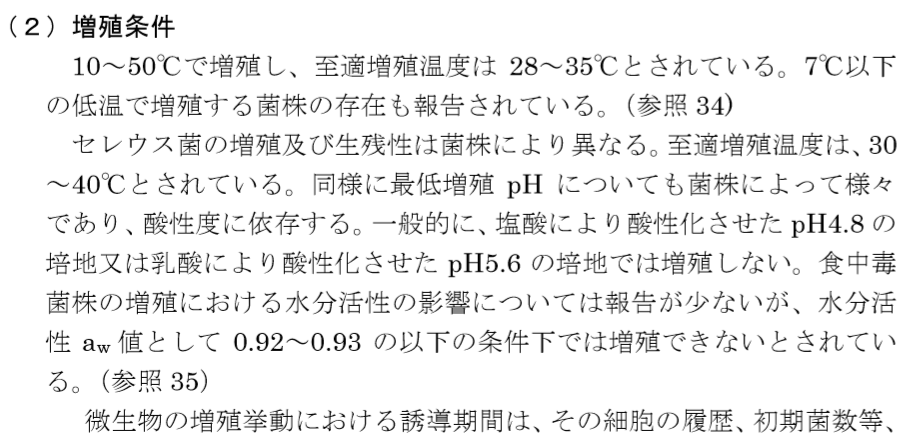 （２）増殖条件
10～50℃で増殖し、至適増殖温度は 28～35℃とされている。7℃以下
の低温で増殖する菌株の存在も報告されている。（参照 34)
セレウス菌の増殖及び生残性は菌株により異なる。至適増殖温度は、30
～40℃とされている。同様に最低増殖 pH についても菌株によって様々
であり、酸性度に依存する。一般的に、塩酸により酸性化させた pH4.8 の
培地又は乳酸により酸性化させた pH5.6 の培地では増殖しない。食中毒
菌株の増殖における水分活性の影響については報告が少ないが、水分活
性 aw 値として 0.92～0.93 の以下の条件下では増殖できないとされてい
る。（参照 35）
微生物の増殖挙動における誘導期間は、その細胞の履歴、初期菌数等、